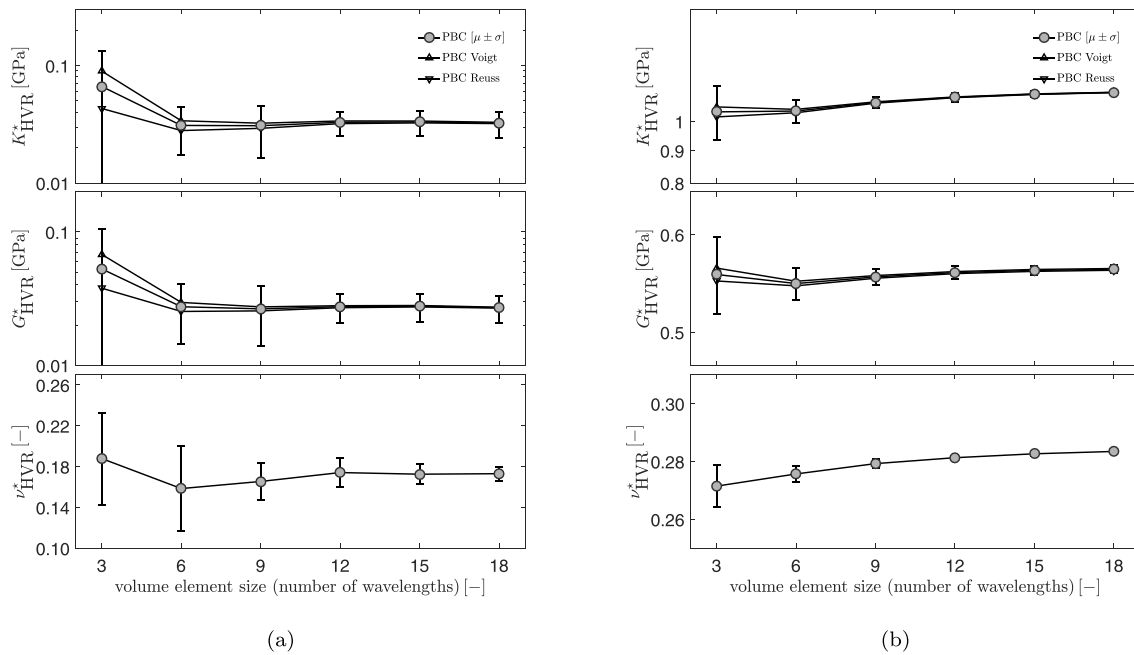 K*HVR [GPa]
0.1
0.01
PBC [μ ± σ]
PBC Voigt
PBC Reuss
G*HVR [GPa]
0.1
0.01
ν*HVR [−]
0.26
0.22
0.18
0.14
0.10
3 6 9 12 15 18
volume element size (number of wavelengths) [−]
(a)
K*HVR [GPa]
1
0.9
0.8
PBC [μ ± σ]
PBC Voigt
PBC Reuss
G*HVR [GPa]
0.6
0.5
ν*HVR [−]
0.30
0.28
0.26
3 6 9 12 15 18
volume element size (number of wavelengths) [−]
(b)